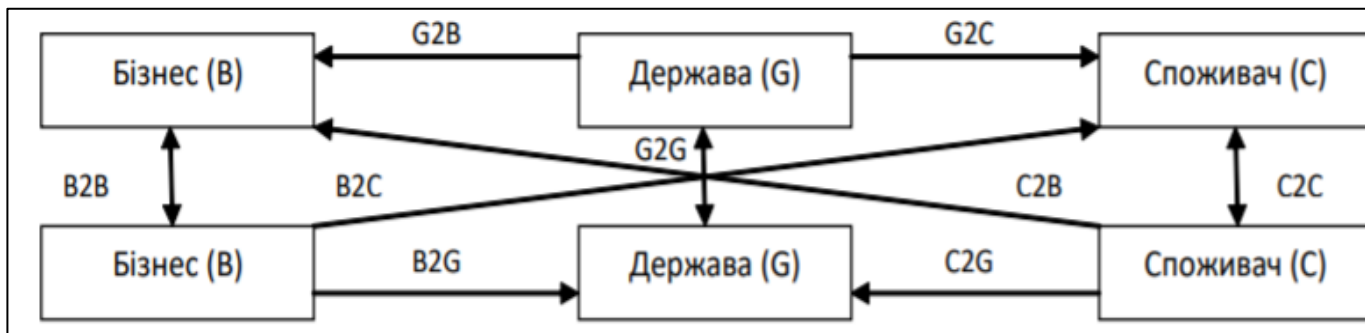 G2B G2C
Бізнес (B) Держава (G) Споживач (C)
G2G
B2B B2C C2B C2C
Бізнес (B) B2G Держава (G) C2G Споживач (C)